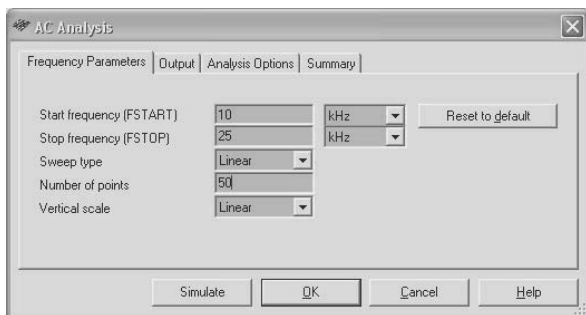 AC Analysis
Frequency Parameters Output Analysis Options Summary
Start frequency (FSTART) 10 kHz Reset to default
Stop frequency (FSTOP) 25 kHz
Sweep type Linear
Number of points 50
Vertical scale Linear
Simulate OK Cancel Help